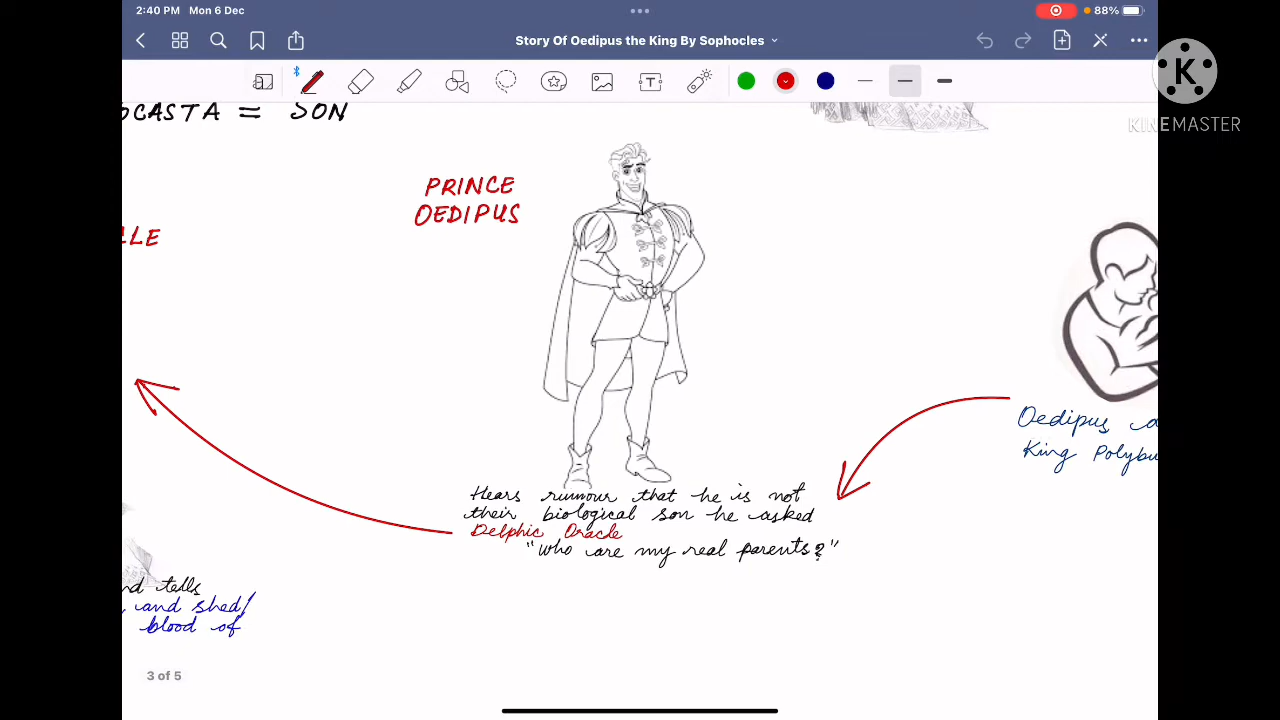 2:40 PM Mon 6 Dec
88%
Story Of Oedipus the King By Sophocles
K
KINEMASTER
OCASTA = SON
PRINCE
OEDIPUS
CLE
Oedipus
King Polybu
Hears rumour that he is not
their biological son he asked
Delphic Oracle
"who are my real parents?"
nd tells
and shed/
blood of
3 of 5